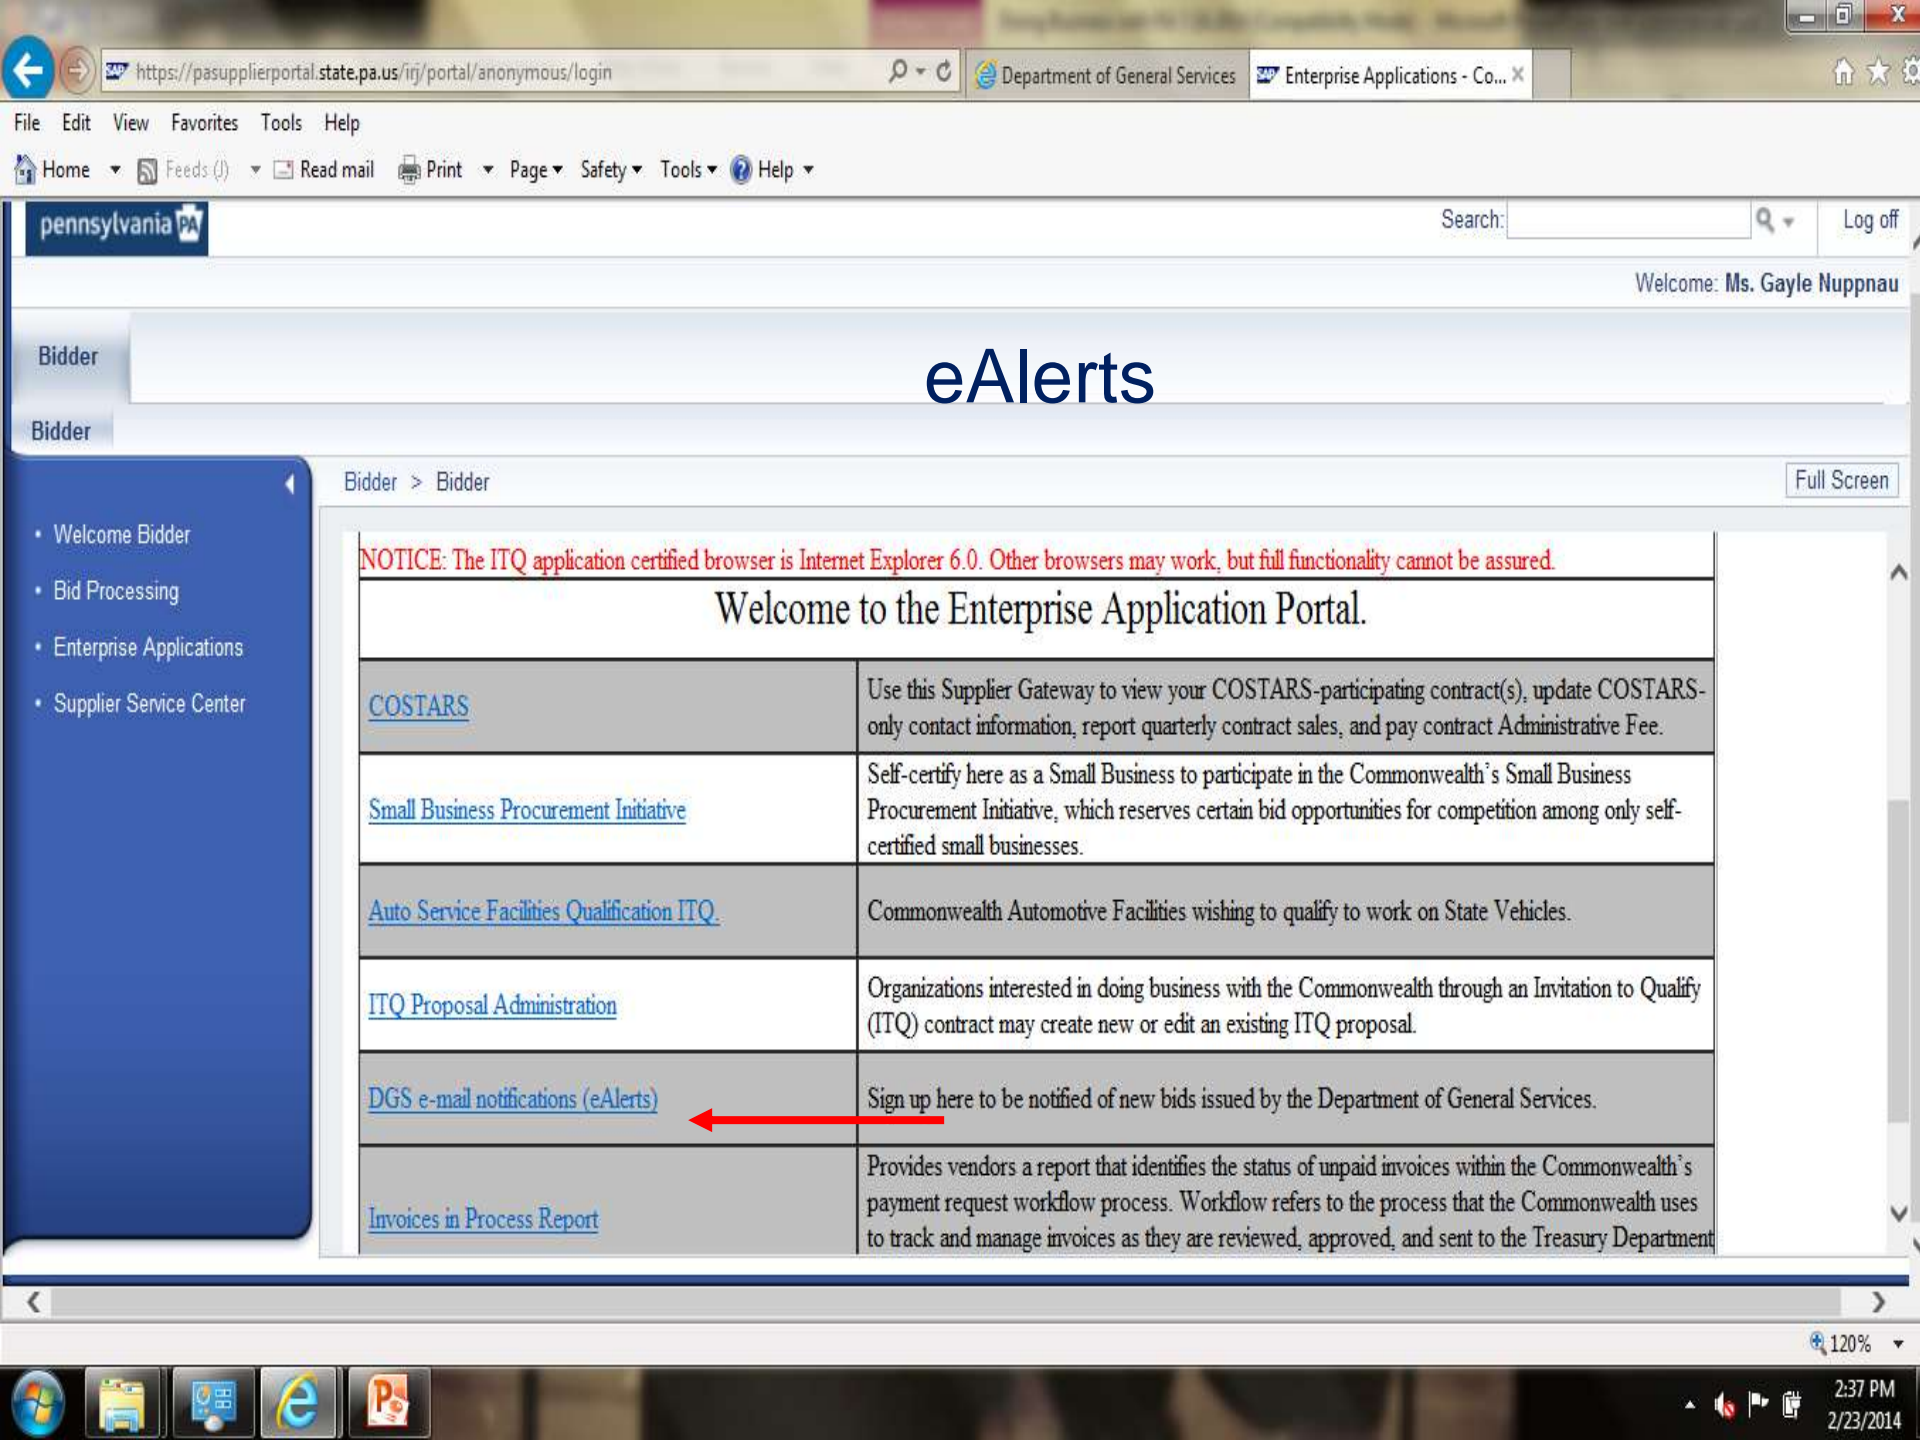 https://pasupplierportal.state.pa.us/irj/portal/anonymous/login
Department of General Services
Enterprise Applications - Co...
File Edit View Favorites Tools Help
Home Feeds (J) Read mail Print Page Safety Tools Help
pennsylvania PA
Search:
Log off
Welcome: Ms. Gayle Nuppnau
Bidder
eAlerts
Bidder
Bidder > Bidder
Full Screen
• Welcome Bidder
• Bid Processing
• Enterprise Applications
• Supplier Service Center
NOTICE: The ITQ application certified browser is Internet Explorer 6.0. Other browsers may work, but full functionality cannot be assured.
Welcome to the Enterprise Application Portal.
COSTARS
Use this Supplier Gateway to view your COSTARS-participating contract(s), update COSTARS-
only contact information, report quarterly contract sales, and pay contract Administrative Fee.
Small Business Procurement Initiative
Self-certify here as a Small Business to participate in the Commonwealth's Small Business
Procurement Initiative, which reserves certain bid opportunities for competition among only self-
certified small businesses.
Auto Service Facilities Qualification ITQ.
Commonwealth Automotive Facilities wishing to qualify to work on State Vehicles.
ITQ Proposal Administration
Organizations interested in doing business with the Commonwealth through an Invitation to Qualify
(ITQ) contract may create new or edit an existing ITQ proposal.
DGS e-mail notifications (eAlerts)
Sign up here to be notified of new bids issued by the Department of General Services.
Invoices in Process Report
Provides vendors a report that identifies the status of unpaid invoices within the Commonwealth's
payment request workflow process. Workflow refers to the process that the Commonwealth uses
to track and manage invoices as they are reviewed, approved, and sent to the Treasury Department
120%
2:37 PM
2/23/2014